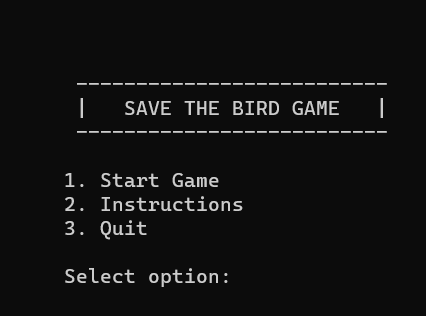 --------------------------
|   SAVE THE BIRD GAME   |
--------------------------
1. Start Game
2. Instructions
3. Quit
Select option: